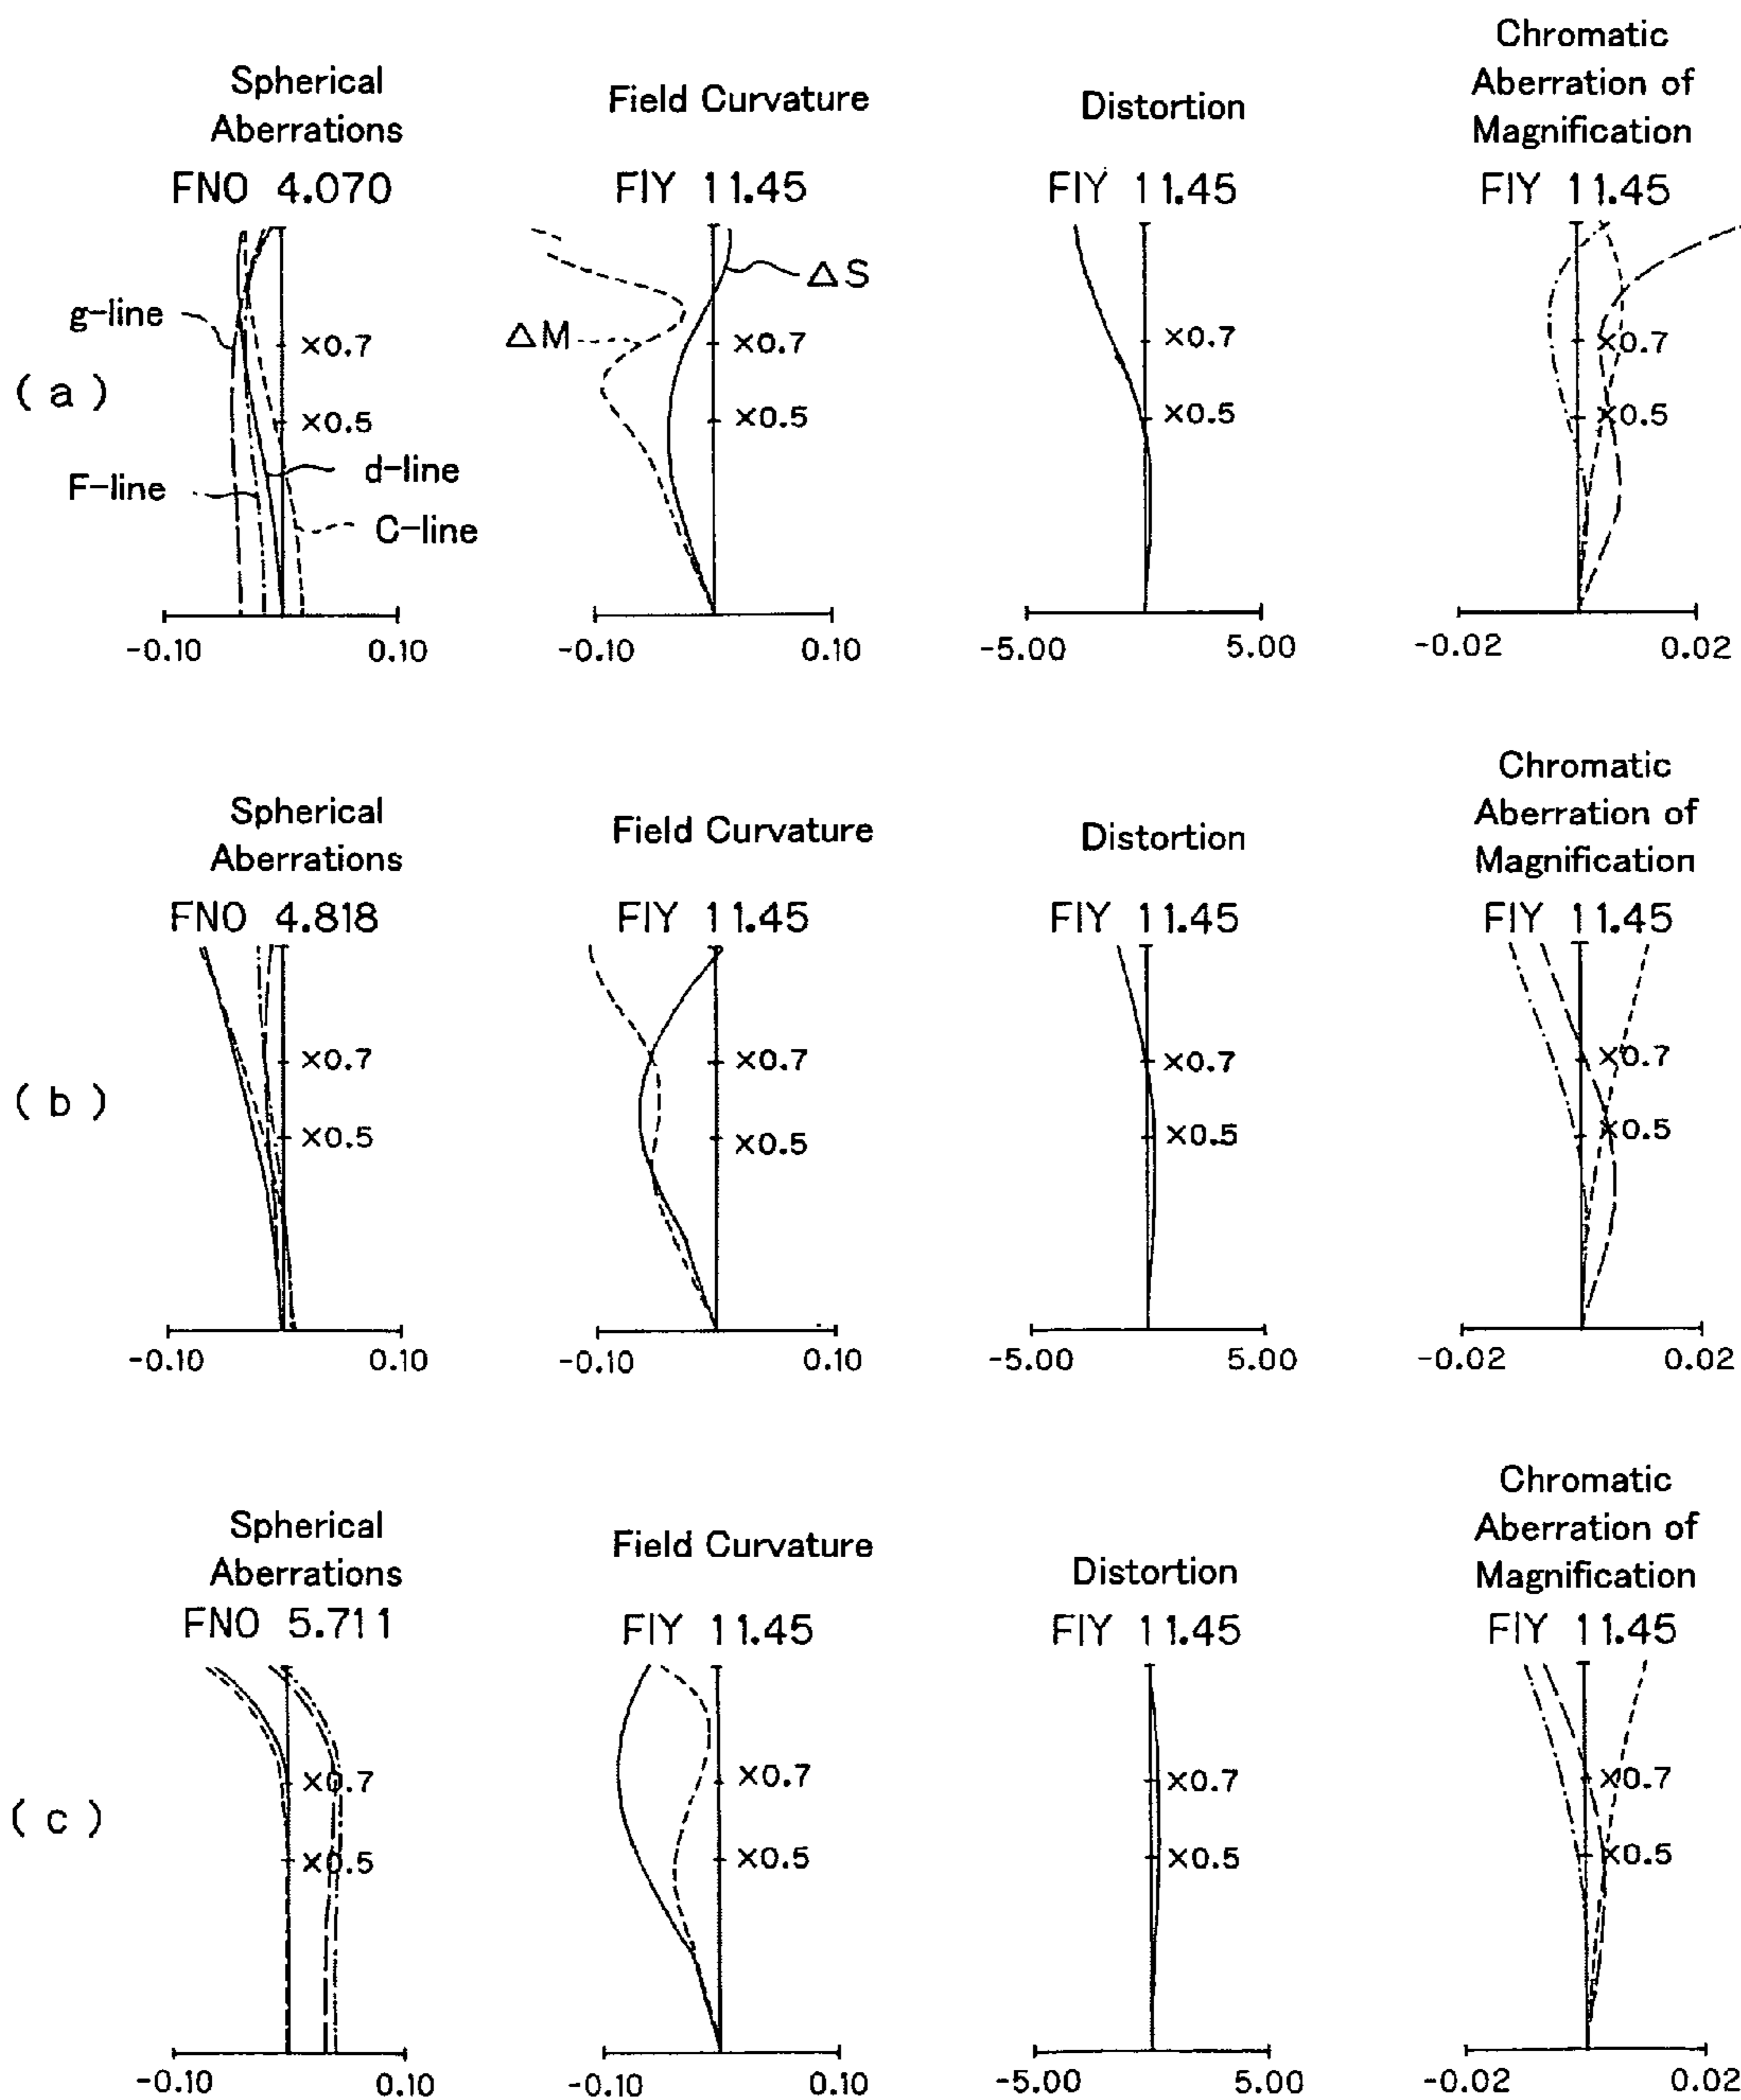 Spherical
Aberrations
FNO 4.070
Field Curvature
FIY 11.45
Distortion
FIY 11.45
Chromatic
Aberration of
Magnification
FIY 11.45
(a)
g-line
F-line
d-line
C-line
×0.7
×0.5
-0.10 0.10
ΔS
ΔM
×0.7
×0.5
-0.10 0.10
×0.7
×0.5
-5.00 5.00
×0.7
×0.5
-0.02 0.02
Spherical
Aberrations
FNO 4.818
Field Curvature
FIY 11.45
Distortion
FIY 11.45
Chromatic
Aberration of
Magnification
FIY 11.45
(b)
×0.7
×0.5
-0.10 0.10
×0.7
×0.5
-0.10 0.10
×0.7
×0.5
-5.00 5.00
×0.7
×0.5
-0.02 0.02
Spherical
Aberrations
FNO 5.711
Field Curvature
FIY 11.45
Distortion
FIY 11.45
Chromatic
Aberration of
Magnification
FIY 11.45
(c)
×0.7
×0.5
-0.10 0.10
×0.7
×0.5
-0.10 0.10
×0.7
×0.5
-5.00 5.00
×0.7
×0.5
-0.02 0.02